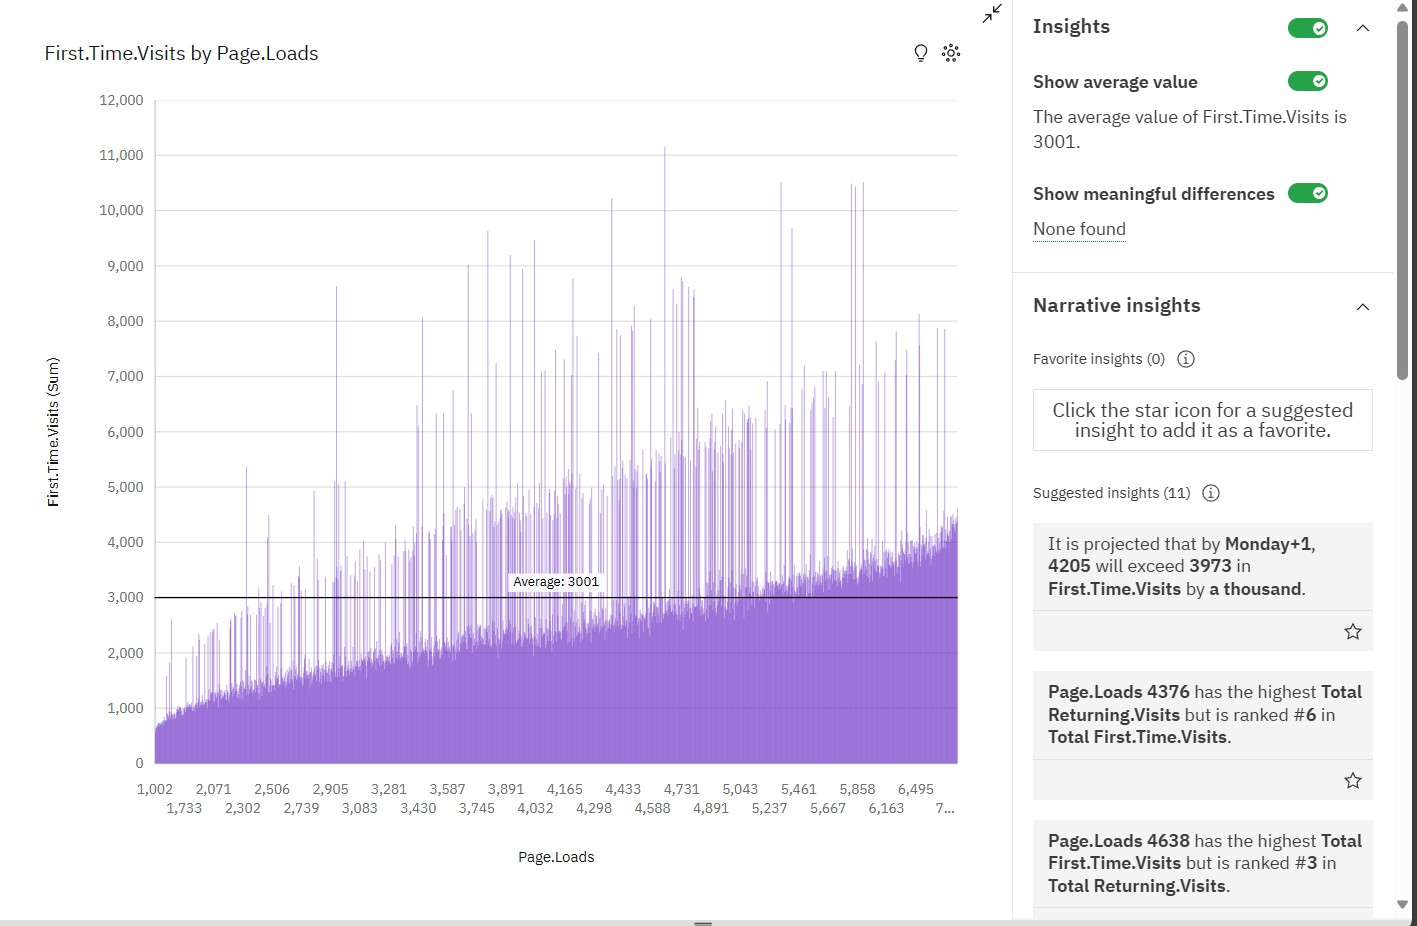 First.Time.Visits by Page.Loads
12,000
11,000
10,000
9,000
8,000
7,000
6,000
5,000
4,000
3,000
2,000
1,000
0
First.Time.Visits (Sum)
Average: 3001
1,002 2,071 2,506 2,905 3,281 3,587 3,891 4,165 4,433 4,731 5,043 5,461 5,858 6,495
1,733 2,302 2,739 3,083 3,430 3,745 4,032 4,298 4,588 4,891 5,237 5,667 6,163 7...
Page.Loads
Insights
Show average value
The average value of First.Time.Visits is
3001.
Show meaningful differences
None found
Narrative insights
Favorite insights (0)
Click the star icon for a suggested
insight to add it as a favorite.
Suggested insights (11)
It is projected that by Monday+1,
4205 will exceed 3973 in
First.Time.Visits by a thousand.
Page.Loads 4376 has the highest Total
Returning.Visits but is ranked #6 in
Total First.Time.Visits.
Page.Loads 4638 has the highest Total
First.Time.Visits but is ranked #3 in
Total Returning.Visits.